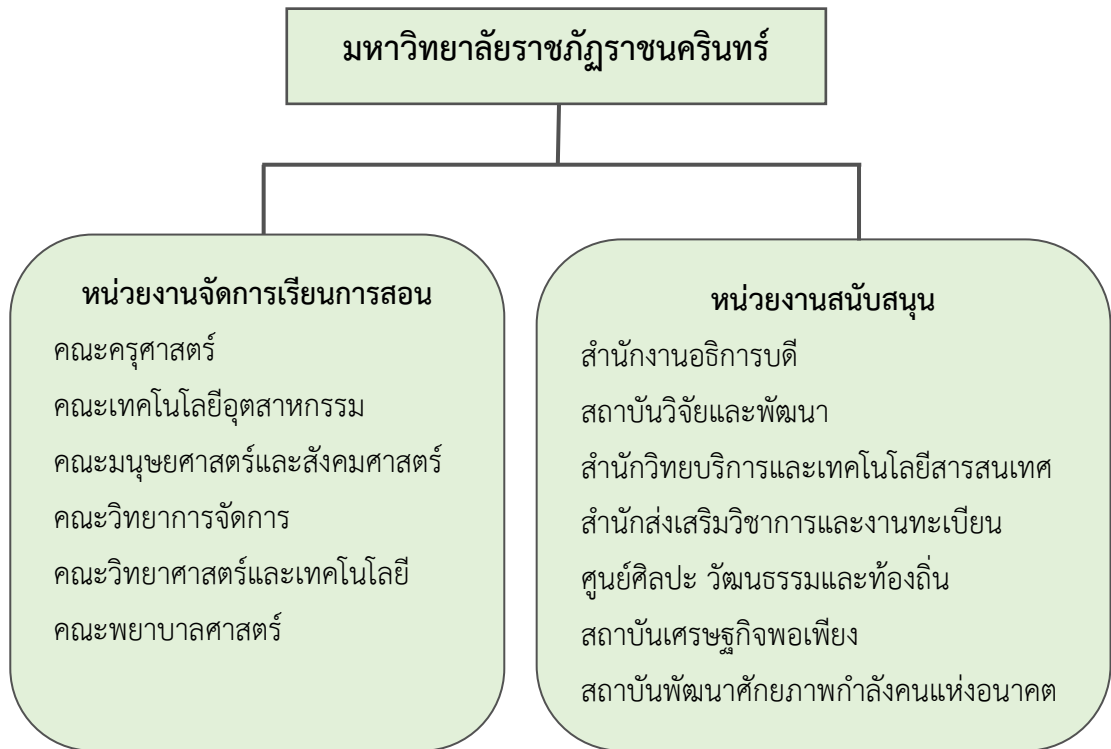 มหาวิทยาลัยราชภัฏราชนครินทร์
หน่วยงานจัดการเรียนการสอน
คณะครุศาสตร์
คณะเทคโนโลยีอุตสาหกรรม
คณะมนุษยศาสตร์และสังคมศาสตร์
คณะวิทยาการจัดการ
คณะวิทยาศาสตร์และเทคโนโลยี
คณะพยาบาลศาสตร์
หน่วยงานสนับสนุน
สำนักงานอธิการบดี
สถาบันวิจัยและพัฒนา
สำนักวิทยบริการและเทคโนโลยีสารสนเทศ
สำนักส่งเสริมวิชาการและงานทะเบียน
ศูนย์ศิลปะ วัฒนธรรมและท้องถิ่น
สถาบันเศรษฐกิจพอเพียง
สถาบันพัฒนาศักยภาพกำลังคนแห่งอนาคต